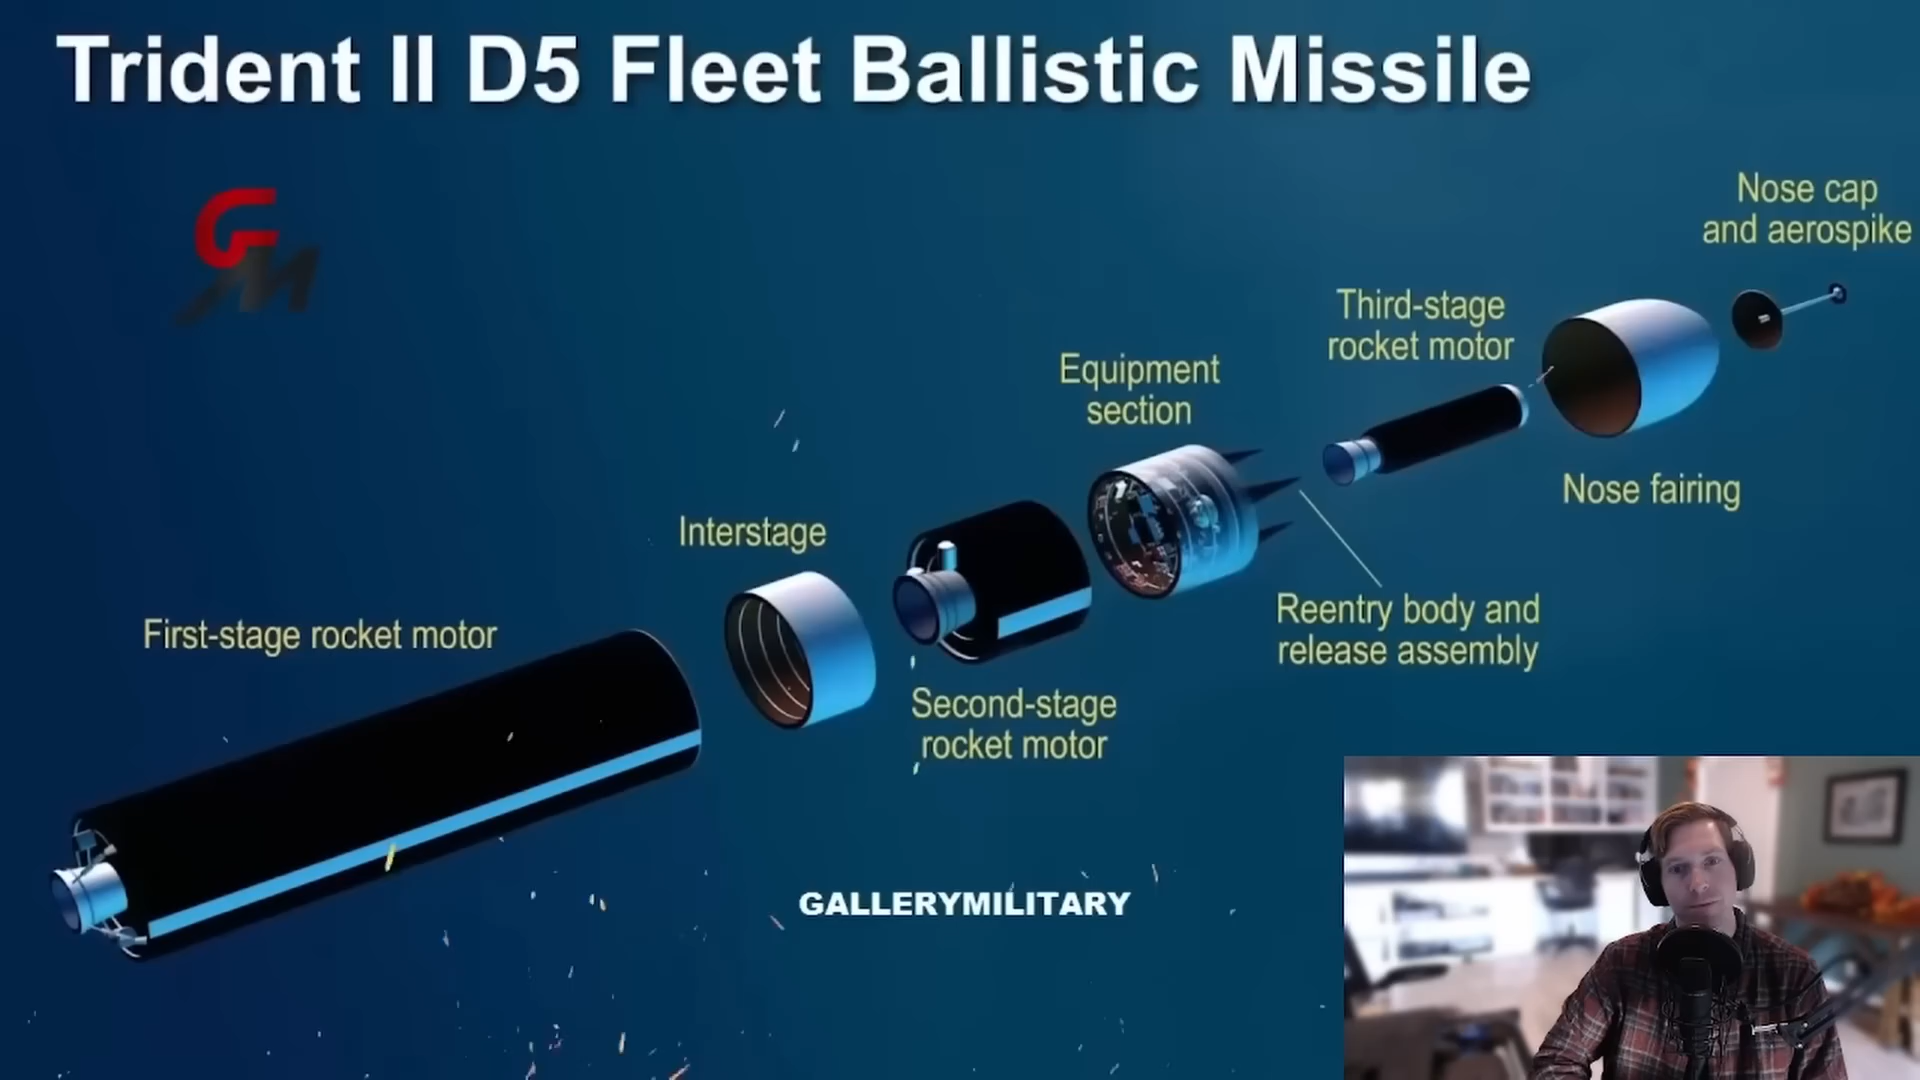 Trident II D5 Fleet Ballistic Missile
GM
Nose cap
and aerospike
Third-stage
rocket motor
Equipment
section
Nose fairing
Interstage
Reentry body and
release assembly
First-stage rocket motor
Second-stage
rocket motor
GALLERYMILITARY